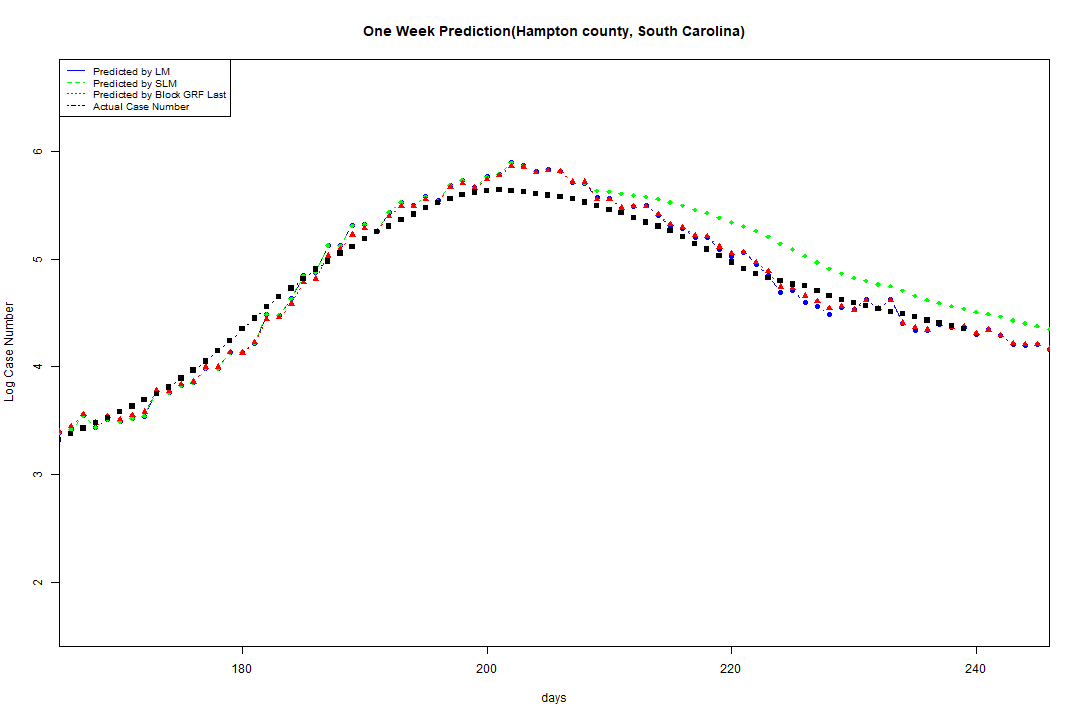 One Week Prediction(Hampton county, South Carolina)
Predicted by LM
Predicted by SLM
Predicted by Block GRF Last
Actual Case Number
6
5
4
3
2
Log Case Number
180 200 220 240
days